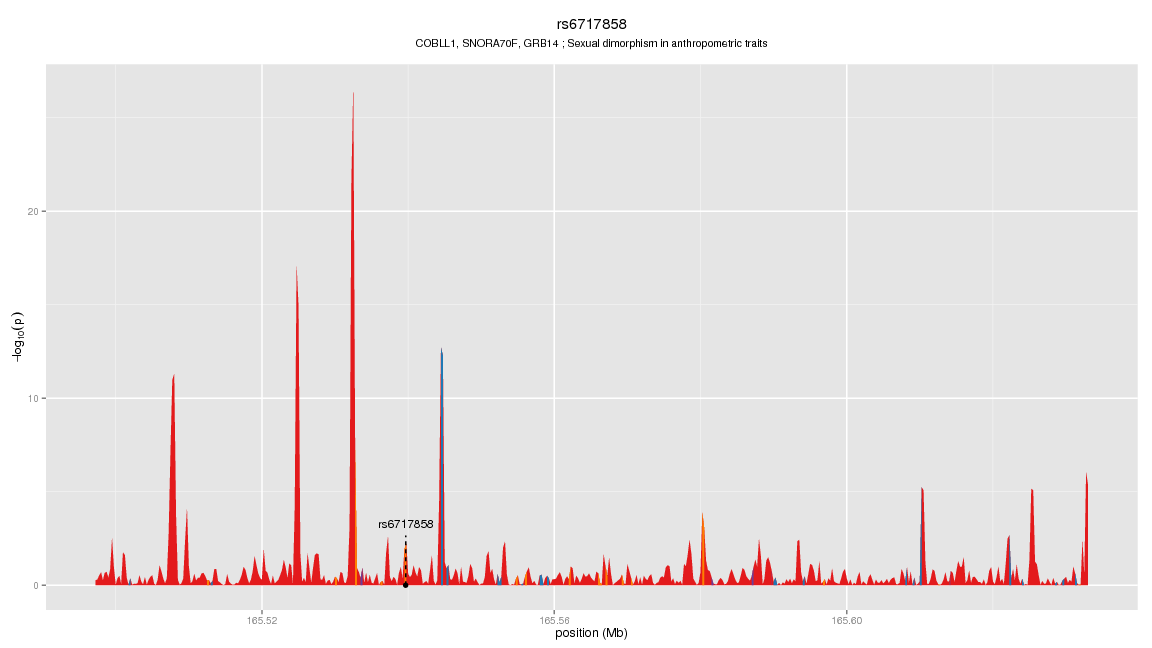 rs6717858
COBLL1, SNORA70F, GRB14 ; Sexual dimorphism in anthropometric traits
20
10
0
−log10(p)
rs6717858
165.52
165.56
165.60
position (Mb)